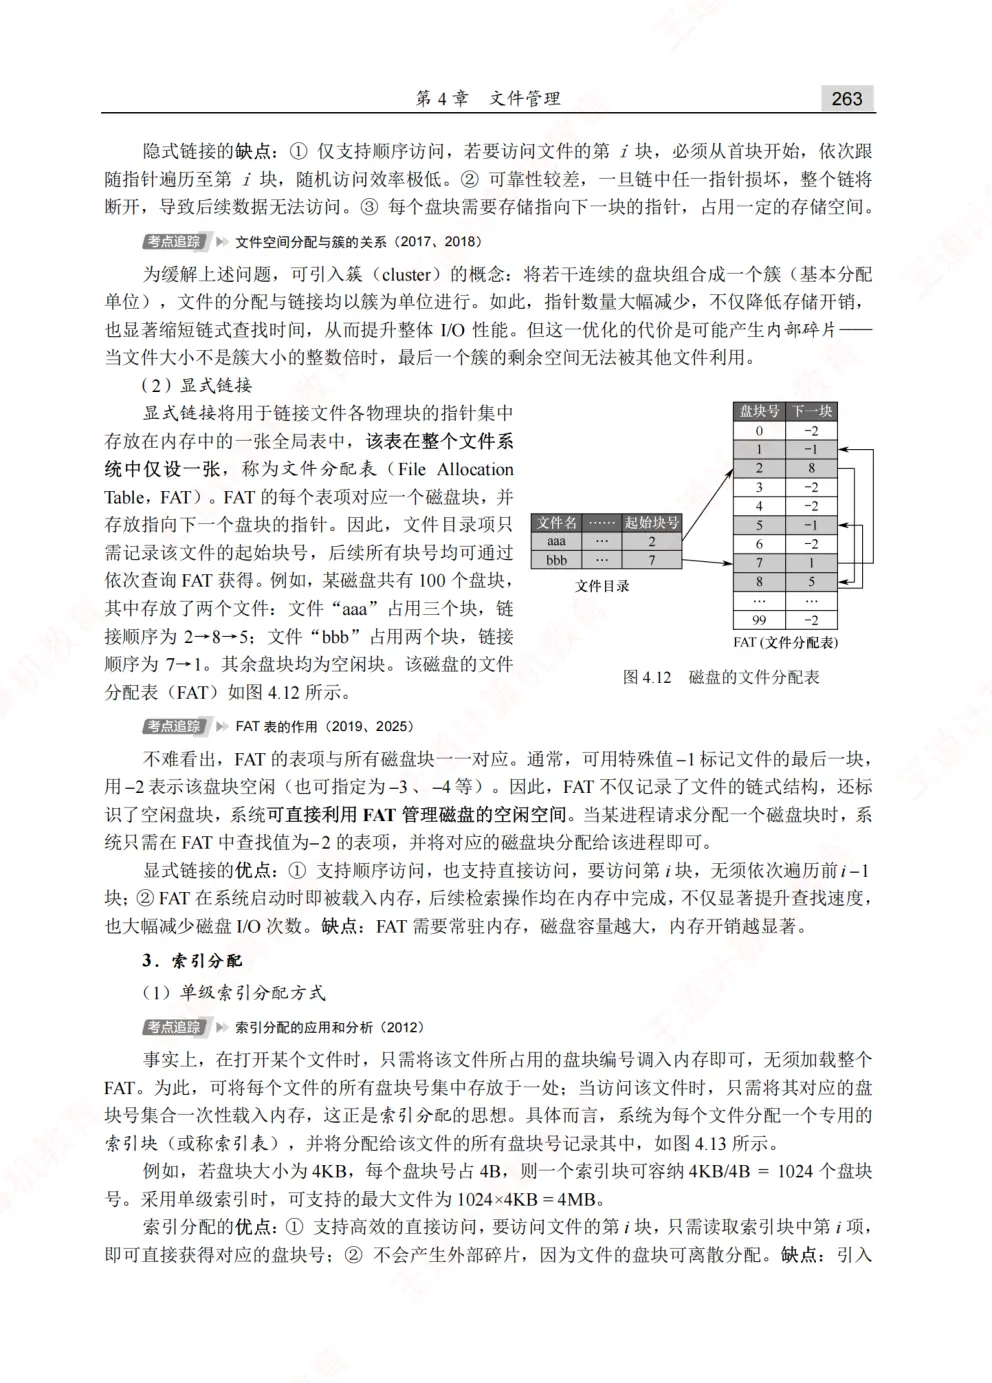 第 4 章 文件管理
263
隐式链接的缺点：① 仅支持顺序访问，若要访问文件的第 i 块，必须从首块开始，依次跟
随指针遍历至第 i 块，随机访问效率极低。② 可靠性较差，一旦链中任一指针损坏，整个链将
断开，导致后续数据无法访问。③ 每个盘块需要存储指向下一块的指针，占用一定的存储空间。
考点追踪 文件空间分配与簇的关系（2017、2018）
为缓解上述问题，可引入簇（cluster）的概念：将若干连续的盘块组合成一个簇（基本分配
单位），文件的分配与链接均以簇为单位进行。如此，指针数量大幅减少，不仅降低存储开销，
也显著缩短链式查找时间，从而提升整体 I/O 性能。但这一优化的代价是可能产生内部碎片——
当文件大小不是簇大小的整数倍时，最后一个簇的剩余空间无法被其他文件利用。
（2）显式链接
显式链接将用于链接文件各物理块的指针集中
存放在内存中的一张全局表中，该表在整个文件系
统中仅设一张，称为文件分配表（File Allocation
Table，FAT）。FAT 的每个表项对应一个磁盘块，并
存放指向下一个盘块的指针。因此，文件目录项只
需记录该文件的起始块号，后续所有块号均可通过
依次查询 FAT 获得。例如，某磁盘共有 100 个盘块，
其中存放了两个文件：文件“aaa”占用三个块，链
接顺序为 2→8→5；文件“bbb”占用两个块，链接
顺序为 7→1。其余盘块均为空闲块。该磁盘的文件
分配表（FAT）如图 4.12 所示。
文件名 …… 起始块号
aaa … 2
bbb … 7
文件目录
盘块号 下一块
0 -2
1 -1
2 8
3 -2
4 -2
5 -1
6 -2
7 1
8 5
… …
99 -2
FAT (文件分配表)
图 4.12 磁盘的文件分配表
考点追踪 FAT 表的作用（2019、2025）
不难看出，FAT 的表项与所有磁盘块一一对应。通常，可用特殊值 –1 标记文件的最后一块，
用 –2 表示该盘块空闲（也可指定为 –3 、 –4 等）。因此，FAT 不仅记录了文件的链式结构，还标
识了空闲盘块，系统可直接利用 FAT 管理磁盘的空闲空间。当某进程请求分配一个磁盘块时，系
统只需在 FAT 中查找值为– 2 的表项，并将对应的磁盘块分配给该进程即可。
显式链接的优点：① 支持顺序访问，也支持直接访问，要访问第 i 块，无须依次遍历前 i – 1
块；② FAT 在系统启动时即被载入内存，后续检索操作均在内存中完成，不仅显著提升查找速度，
也大幅减少磁盘 I/O 次数。缺点：FAT 需要常驻内存，磁盘容量越大，内存开销越显著。
3．索引分配
（1）单级索引分配方式
考点追踪 索引分配的应用和分析（2012）
事实上，在打开某个文件时，只需将该文件所占用的盘块编号调入内存即可，无须加载整个
FAT。为此，可将每个文件的所有盘块号集中存放于一处；当访问该文件时，只需将其对应的盘
块号集合一次性载入内存，这正是索引分配的思想。具体而言，系统为每个文件分配一个专用的
索引块（或称索引表），并将分配给该文件的所有盘块号记录其中，如图 4.13 所示。
例如，若盘块大小为 4KB，每个盘块号占 4B，则一个索引块可容纳 4KB/4B = 1024 个盘块
号。采用单级索引时，可支持的最大文件为 1024×4KB = 4MB。
索引分配的优点：① 支持高效的直接访问，要访问文件的第 i 块，只需读取索引块中第 i 项，
即可直接获得对应的盘块号；② 不会产生外部碎片，因为文件的盘块可离散分配。缺点：引入